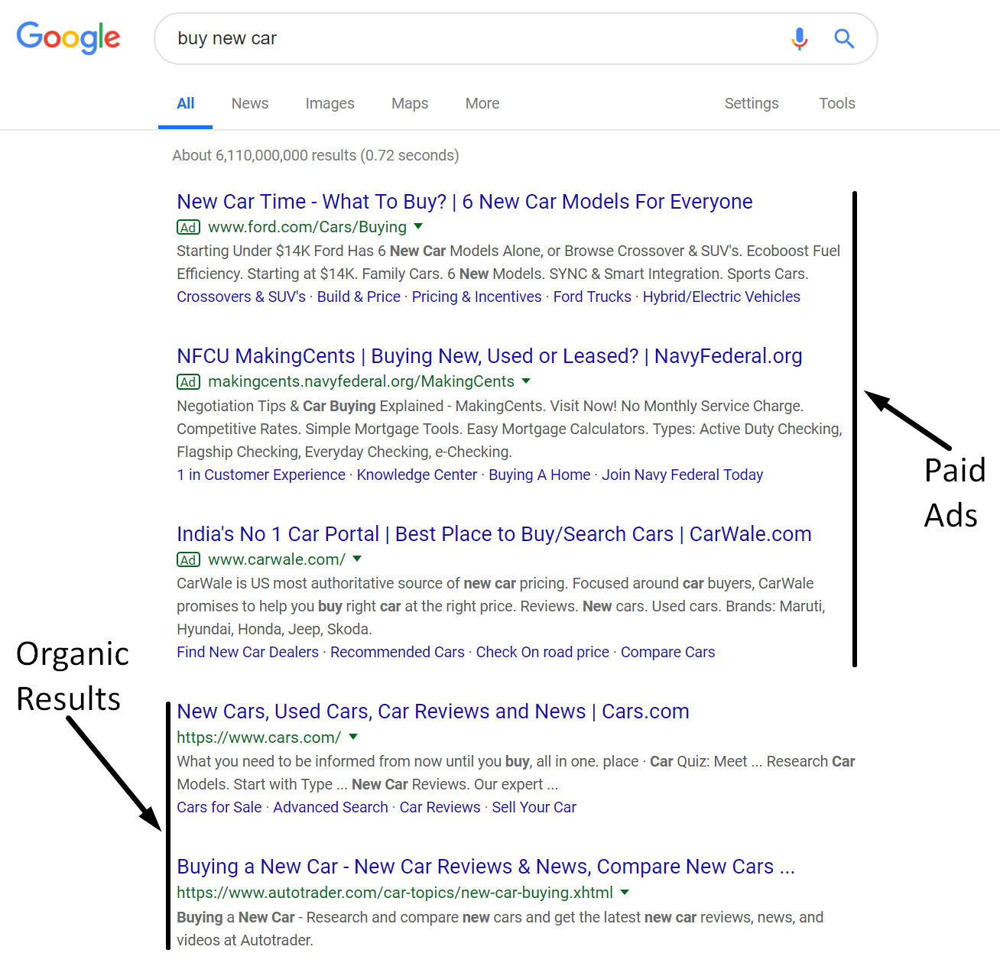 Google
buy new car
All News Images Maps More Settings Tools
About 6,110,000,000 results (0.72 seconds)
New Car Time - What To Buy? | 6 New Car Models For Everyone
Ad www.ford.com/Cars/Buying
Starting Under $14K Ford Has 6 New Car Models Alone, or Browse Crossover & SUV's. Ecoboost Fuel
Efficiency. Starting at $14K. Family Cars. 6 New Models. SYNC & Smart Integration. Sports Cars.
Crossovers & SUV's · Build & Price · Pricing & Incentives · Ford Trucks · Hybrid/Electric Vehicles
NFCU MakingCents | Buying New, Used or Leased? | NavyFederal.org
Ad makingcents.navyfederal.org/MakingCents
Negotiation Tips & Car Buying Explained - MakingCents. Visit Now! No Monthly Service Charge.
Competitive Rates. Simple Mortgage Tools. Easy Mortgage Calculators. Types: Active Duty Checking,
Flagship Checking, Everyday Checking, e-Checking.
1 in Customer Experience · Knowledge Center · Buying A Home · Join Navy Federal Today
Paid
Ads
India's No 1 Car Portal | Best Place to Buy/Search Cars | CarWale.com
Ad www.carwale.com/
CarWale is US most authoritative source of new car pricing. Focused around car buyers, CarWale
promises to help you buy right car at the right price. Reviews. New cars. Used cars. Brands: Maruti,
Hyundai, Honda, Jeep, Skoda.
Find New Car Dealers · Recommended Cars · Check On road price · Compare Cars
Organic
Results
New Cars, Used Cars, Car Reviews and News | Cars.com
https://www.cars.com/
What you need to be informed from now until you buy, all in one. place · Car Quiz: Meet ... Research Car
Models. Start with Type ... New Car Reviews. Our expert ...
Cars for Sale · Advanced Search · Car Reviews · Sell Your Car
Buying a New Car - New Car Reviews & News, Compare New Cars ...
https://www.autotrader.com/car-topics/new-car-buying.xhtml
Buying a New Car - Research and compare new cars and get the latest new car reviews, news, and
videos at Autotrader.